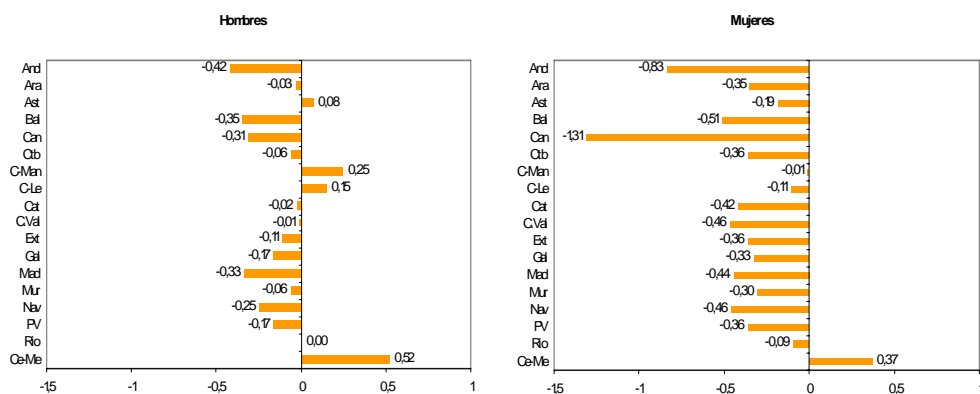 Hombres
And -0,42
Ara -0,03
Ast 0,08
Bal -0,35
Can -0,31
Ctb -0,06
C-Man 0,25
C-Le 0,15
Cat -0,02
C.Val -0,01
Ext -0,11
Gal -0,17
Mad -0,33
Mur -0,06
Nav -0,25
PV -0,17
Rio 0,00
Ce-Me 0,52
-1,5 -1 -0,5 0 0,5 1
Mujeres
And -0,83
Ara -0,35
Ast -0,19
Bal -0,51
Can -1,31
Ctb -0,36
C-Man -0,01
C-Le -0,11
Cat -0,42
C.Val -0,46
Ext -0,36
Gal -0,33
Mad -0,44
Mur -0,30
Nav -0,46
PV -0,36
Rio -0,09
Ce-Me 0,37
-1,5 -1 -0,5 0 0,5 1